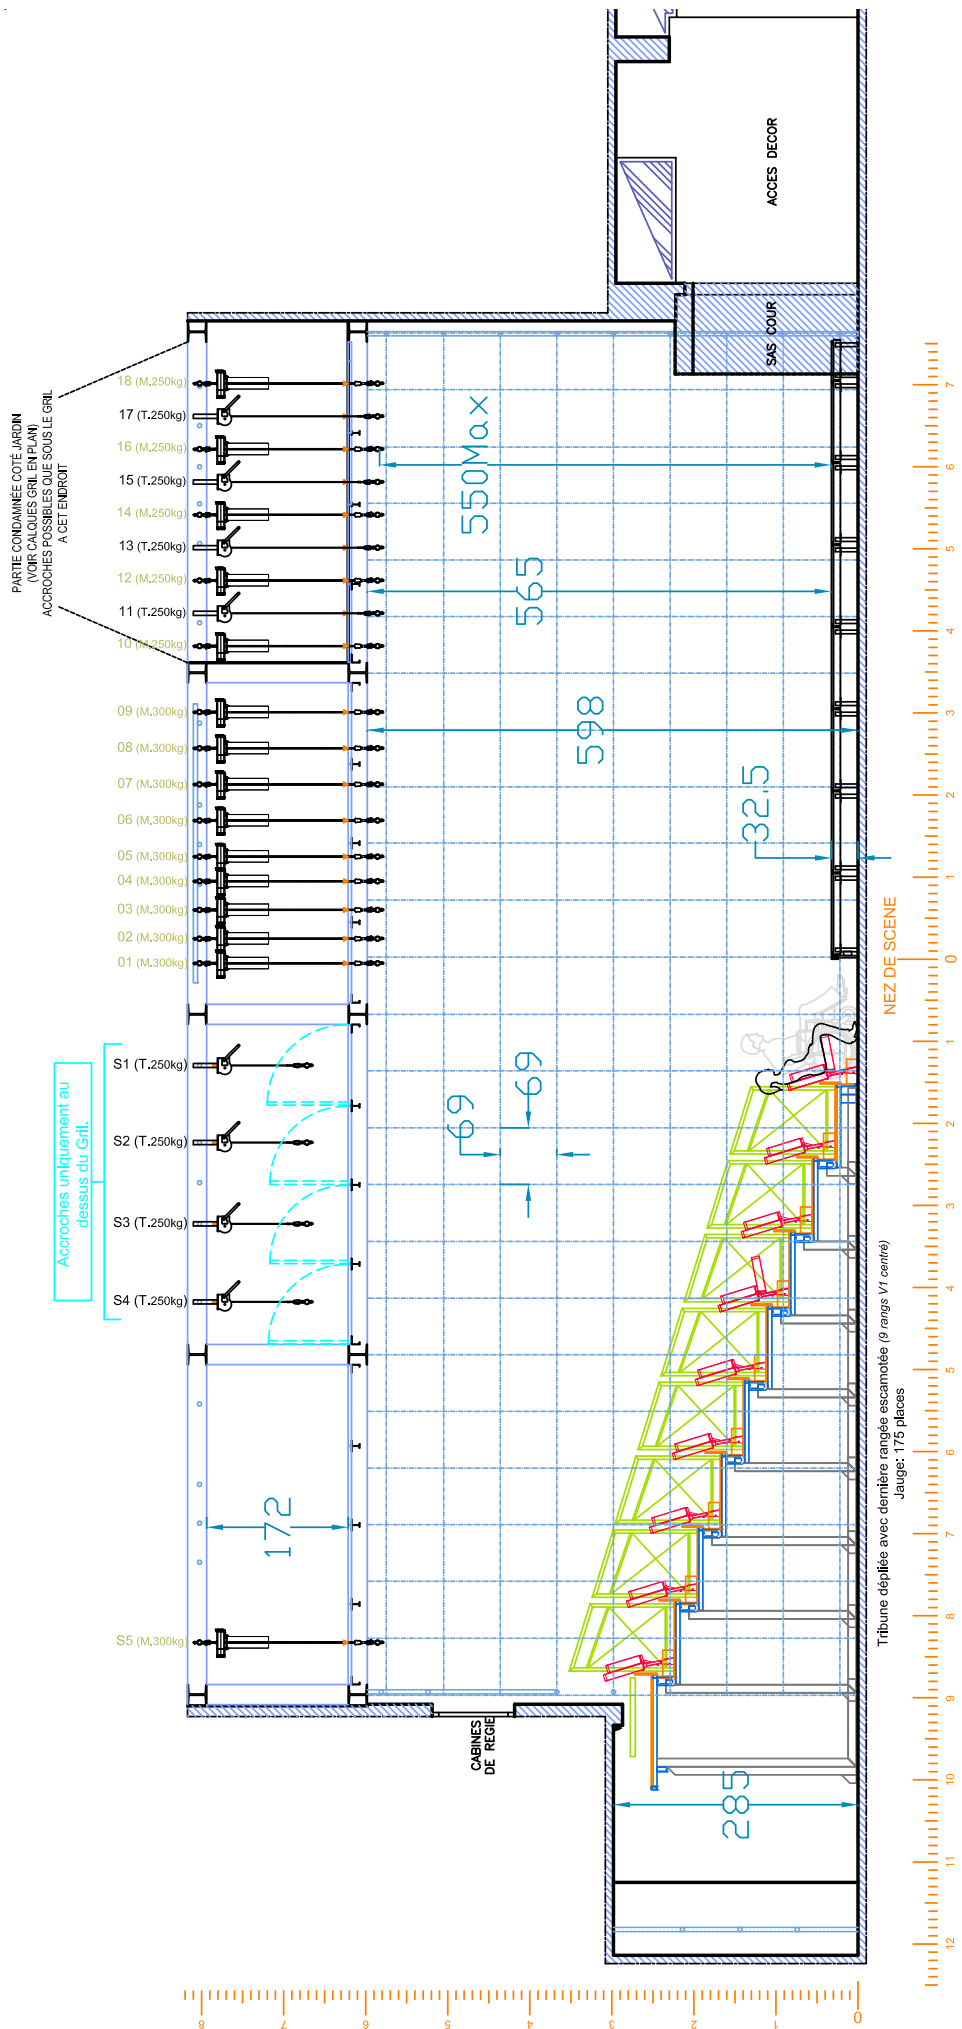 PARTIE CONDAMNÉE COTÉ JARDIN
(VOIR CALQUES GRIL EN PLAN)
ACCROCHES POSSIBLES QUE SOUS LE GRIL
A CET ENDROIT
18 (M.250kg)
17 (T.250kg)
16 (M.250kg)
15 (T.250kg)
14 (M.250kg)
13 (T.250kg)
12 (M.250kg)
11 (T.250kg)
10 (M.250kg)
09 (M.300kg)
08 (M.300kg)
07 (M.300kg)
06 (M.300kg)
05 (M.300kg)
04 (M.300kg)
03 (M.300kg)
02 (M.300kg)
01 (M.300kg)
Accroches uniquement au
dessus du Gril.
S1 (T.250kg)
S2 (T.250kg)
S3 (T.250kg)
S4 (T.250kg)
S5 (M.300kg)
ACCES DECOR
SAS COUR
550Max
565
598
32.5
69
69
172
285
CABINES
DE REGIE
NEZ DE SCENE
Tribune dépliée avec dernière rangée escamotée (9 rangs V1 centré)
Jauge: 175 places
7
6
5
4
3
2
1
0
1
2
3
4
5
6
7
8
9
10
11
12
8
7
6
5
4
3
2
1
0